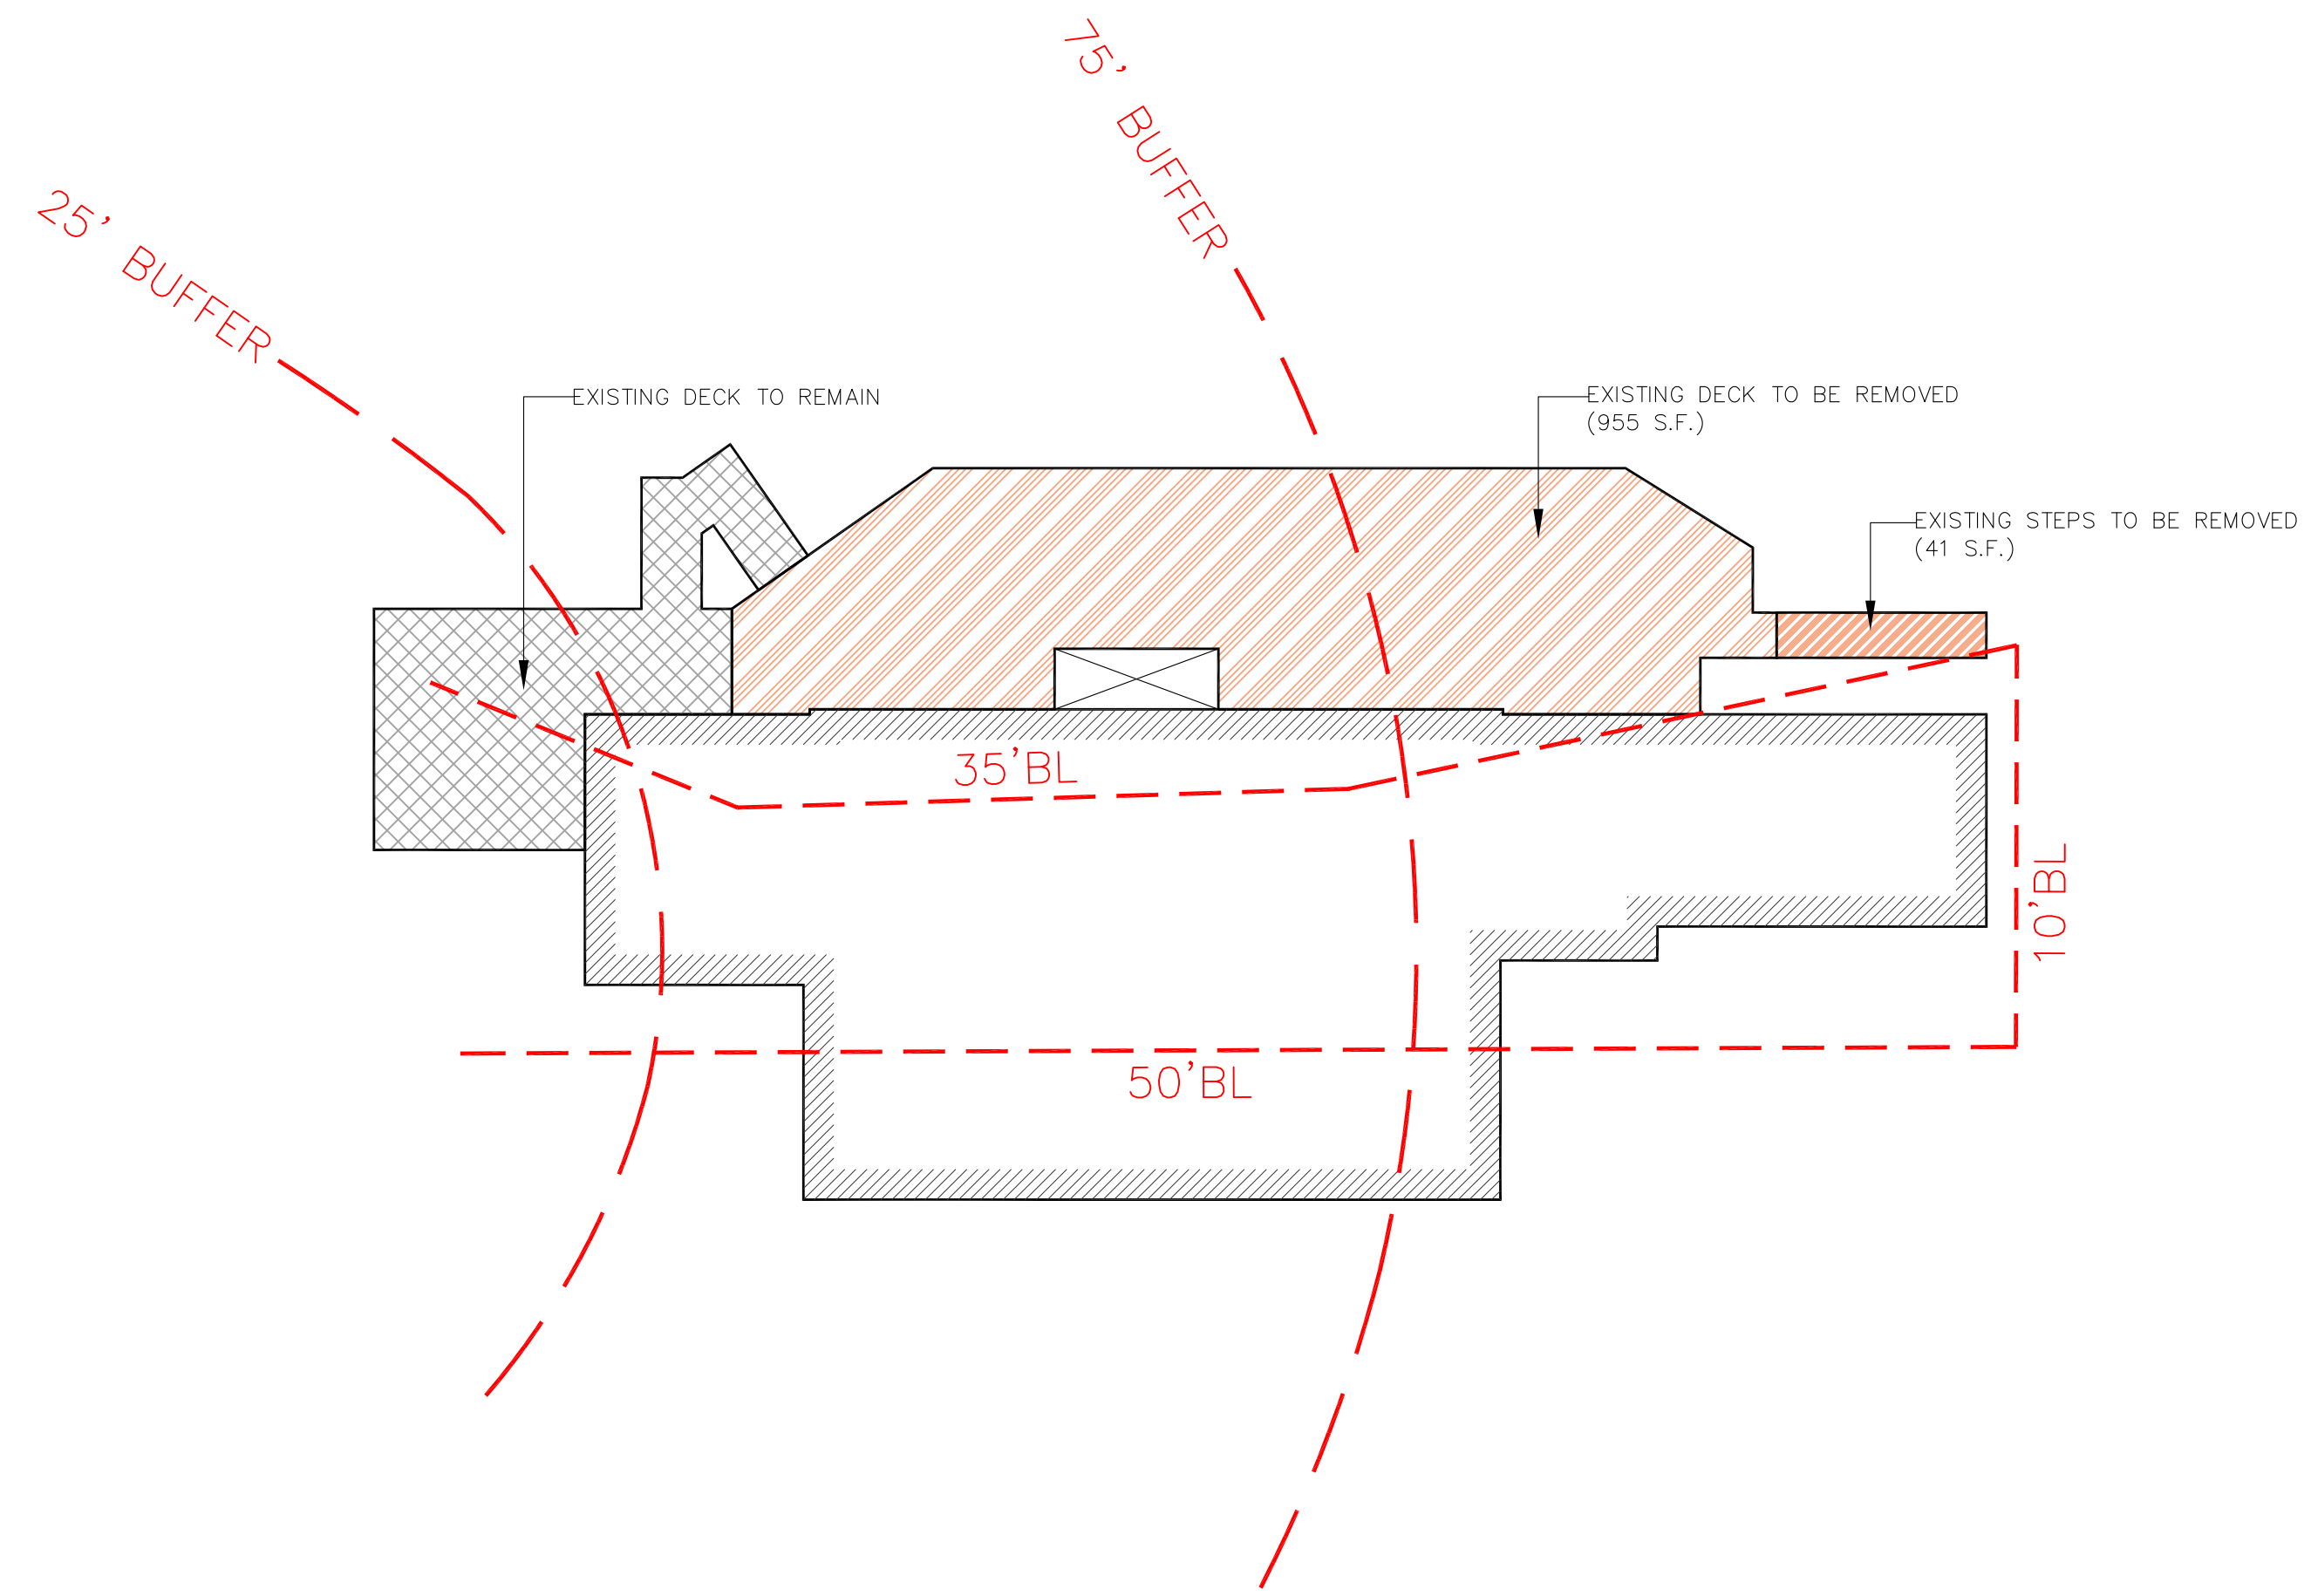 75' BUFFER
25' BUFFER
EXISTING DECK TO REMAIN
EXISTING DECK TO BE REMOVED
(955 S.F.)
EXISTING STEPS TO BE REMOVED
(41 S.F.)
35'BL
10'BL
50'BL